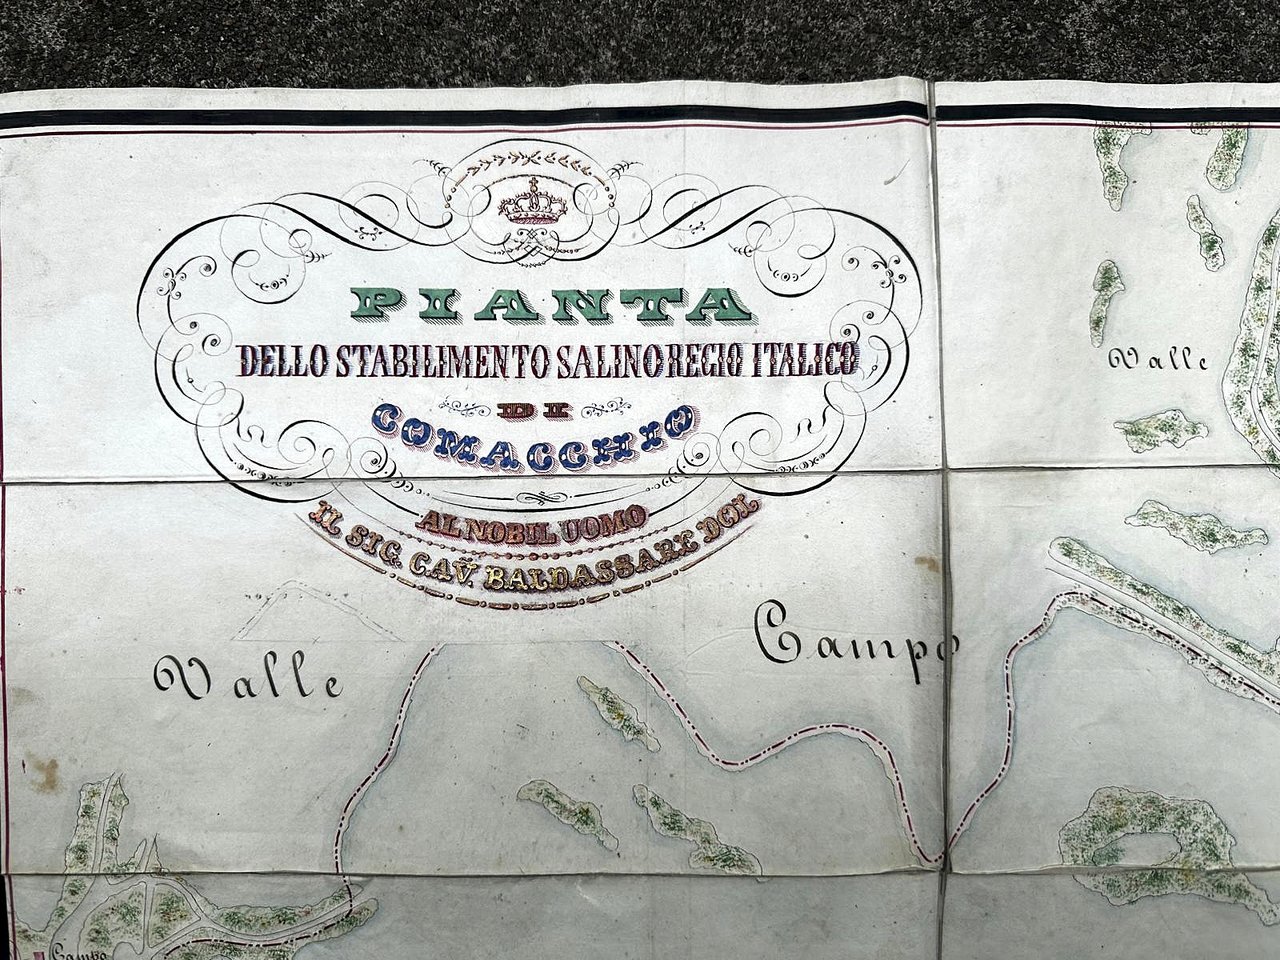 PIANTA
DELLO STABILIMENTO SALINO REGIO ITALICO
DI
COMACCHIO
AL NOBIL UOMO
IL SIG. CAV. BALDASSARE DOL
Valle
Valle
Campo
Campo